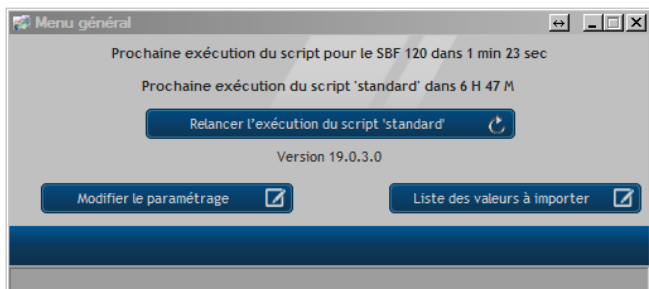 Menu général
Prochaine exécution du script pour le SBF 120 dans 1 min 23 sec
Prochaine exécution du script 'standard' dans 6 H 47 M
Relancer l'exécution du script 'standard'
Version 19.0.3.0
Modifier le paramétrage
Liste des valeurs à importer